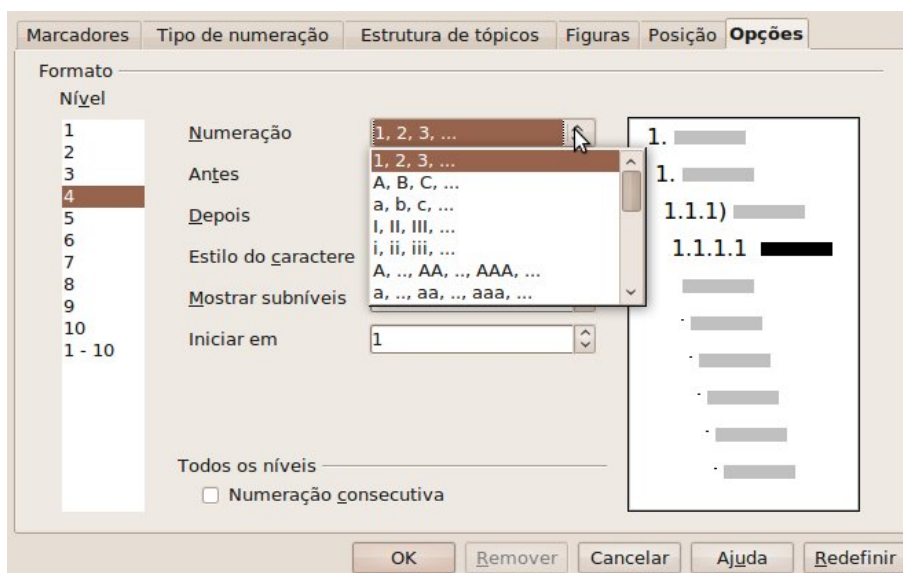 Marcadores Tipo de numeração Estrutura de tópicos Figuras Posição Opções
Formato
Nível
1
2
3
4
5
6
7
8
9
10
1 - 10
Numeração 1, 2, 3, ...
1, 2, 3, ...
A, B, C, ...
a, b, c, ...
I, II, III, ...
i, ii, iii, ...
A, .., AA, .., AAA, ...
a, .., aa, .., aaa, ...
Antes
Depois
Estilo do caractere
Mostrar subníveis
Iniciar em 1
Todos os níveis
Numeração consecutiva
1.
1.
1.1.1)
1.1.1.1
OK Remover Cancelar Ajuda Redefinir